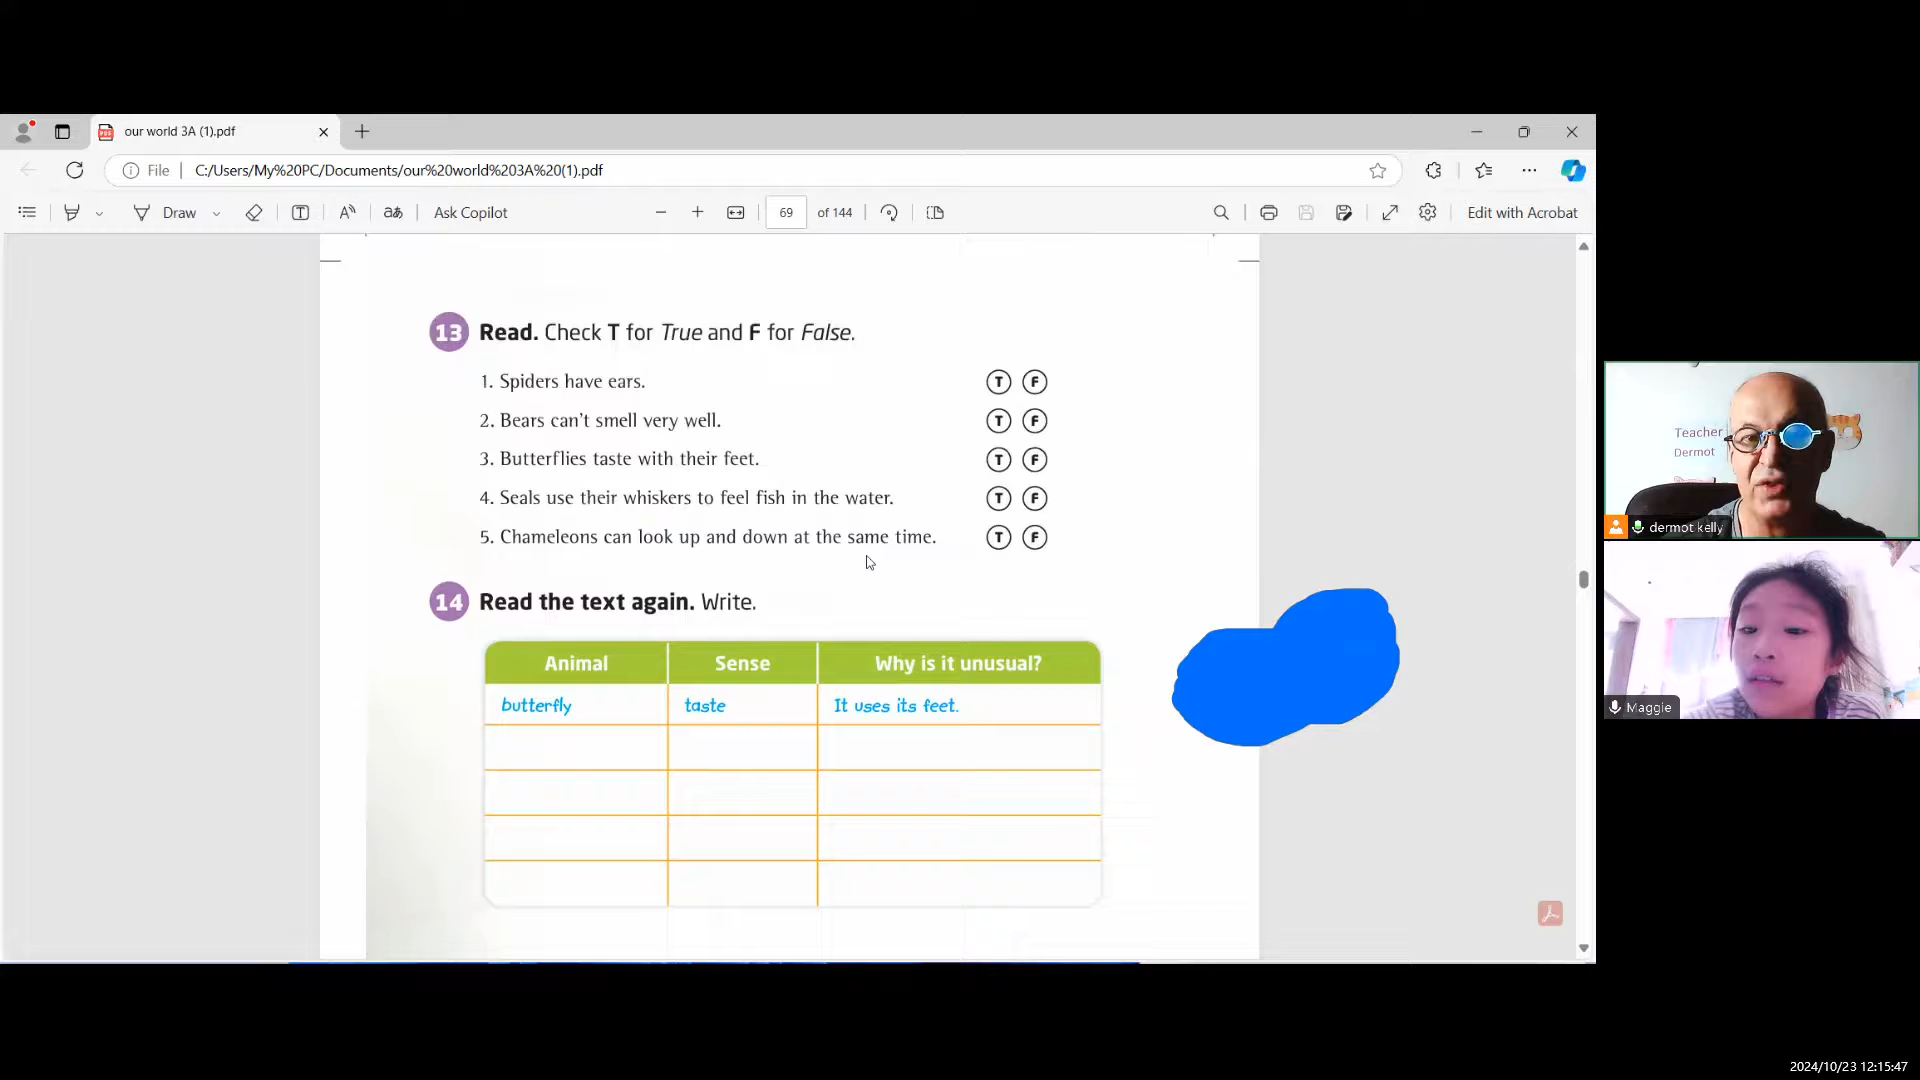 our world 3A (1).pdf
File
C:/Users/My%20PC/Documents/our%20world%203A%20(1).pdf
Draw
aあ
Ask Copilot
69 of 144
Edit with Acrobat
13 Read. Check T for True and F for False.
1. Spiders have ears. T F
2. Bears can't smell very well. T F
3. Butterflies taste with their feet. T F
4. Seals use their whiskers to feel fish in the water. T F
5. Chameleons can look up and down at the same time. T F
14 Read the text again. Write.
Animal Sense Why is it unusual?
butterfly taste It uses its feet.
Teacher
Dermot
dermot kelly
Maggie
2024/10/23 12:15:47